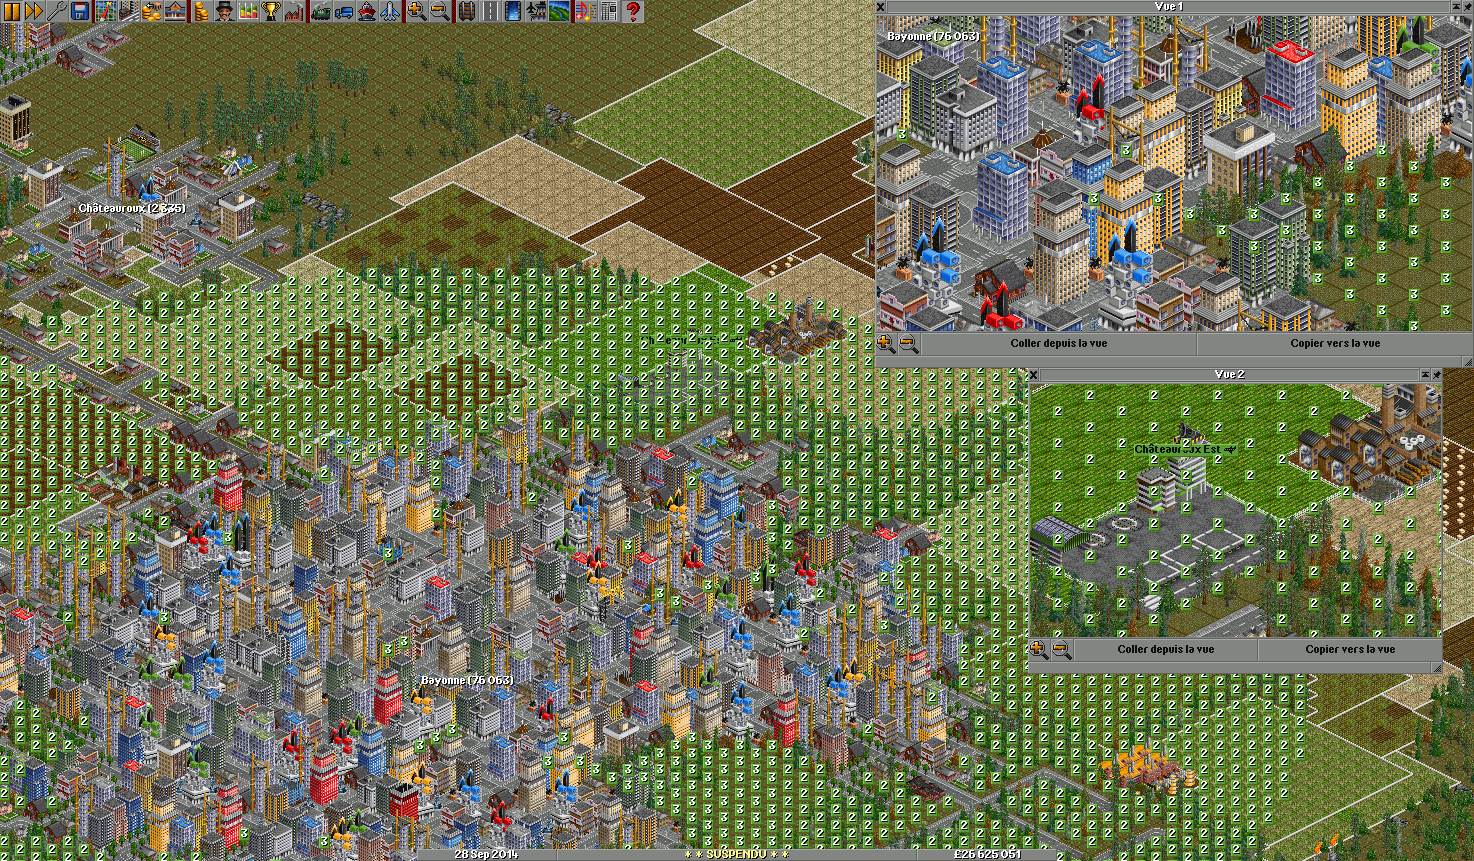 Vue 1
Bayonne (76 063)
Châteauroux (2 335)
Coller depuis la vue
Copier vers la vue
Vue 2
Châteauroux Est
Coller depuis la vue
Copier vers la vue
Bayonne (76 063)
28 Sep 2014
* * SUSPENDU * *
£26 625 051